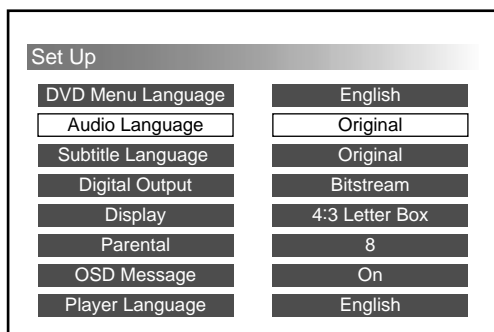 Set Up
DVD Menu Language English
Audio Language Original
Subtitle Language Original
Digital Output Bitstream
Display 4:3 Letter Box
Parental 8
OSD Message On
Player Language English